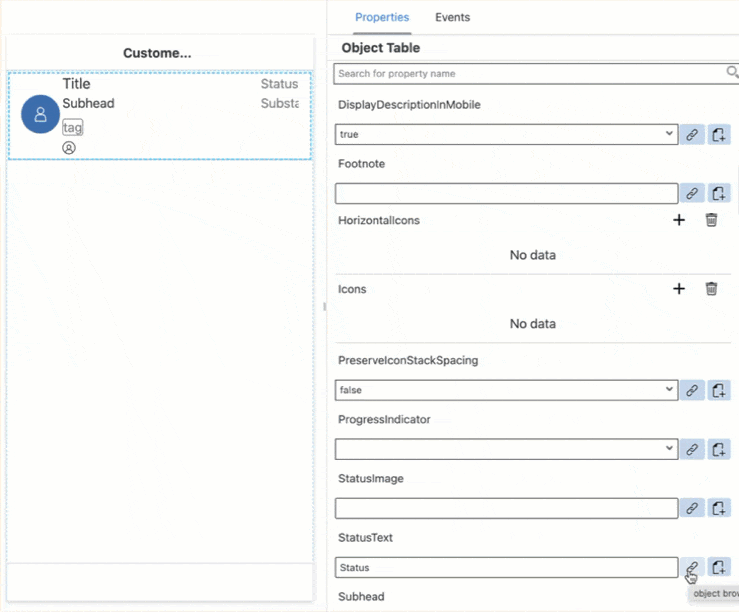 Custome...
Title
Status
Subhead
Substa
tag
Properties
Events
Object Table
Search for property name
DisplayDescriptionInMobile
true
Footnote
HorizontalIcons
No data
Icons
No data
PreserveIconStackSpacing
false
ProgressIndicator
StatusImage
StatusText
Status
object brow
Subhead